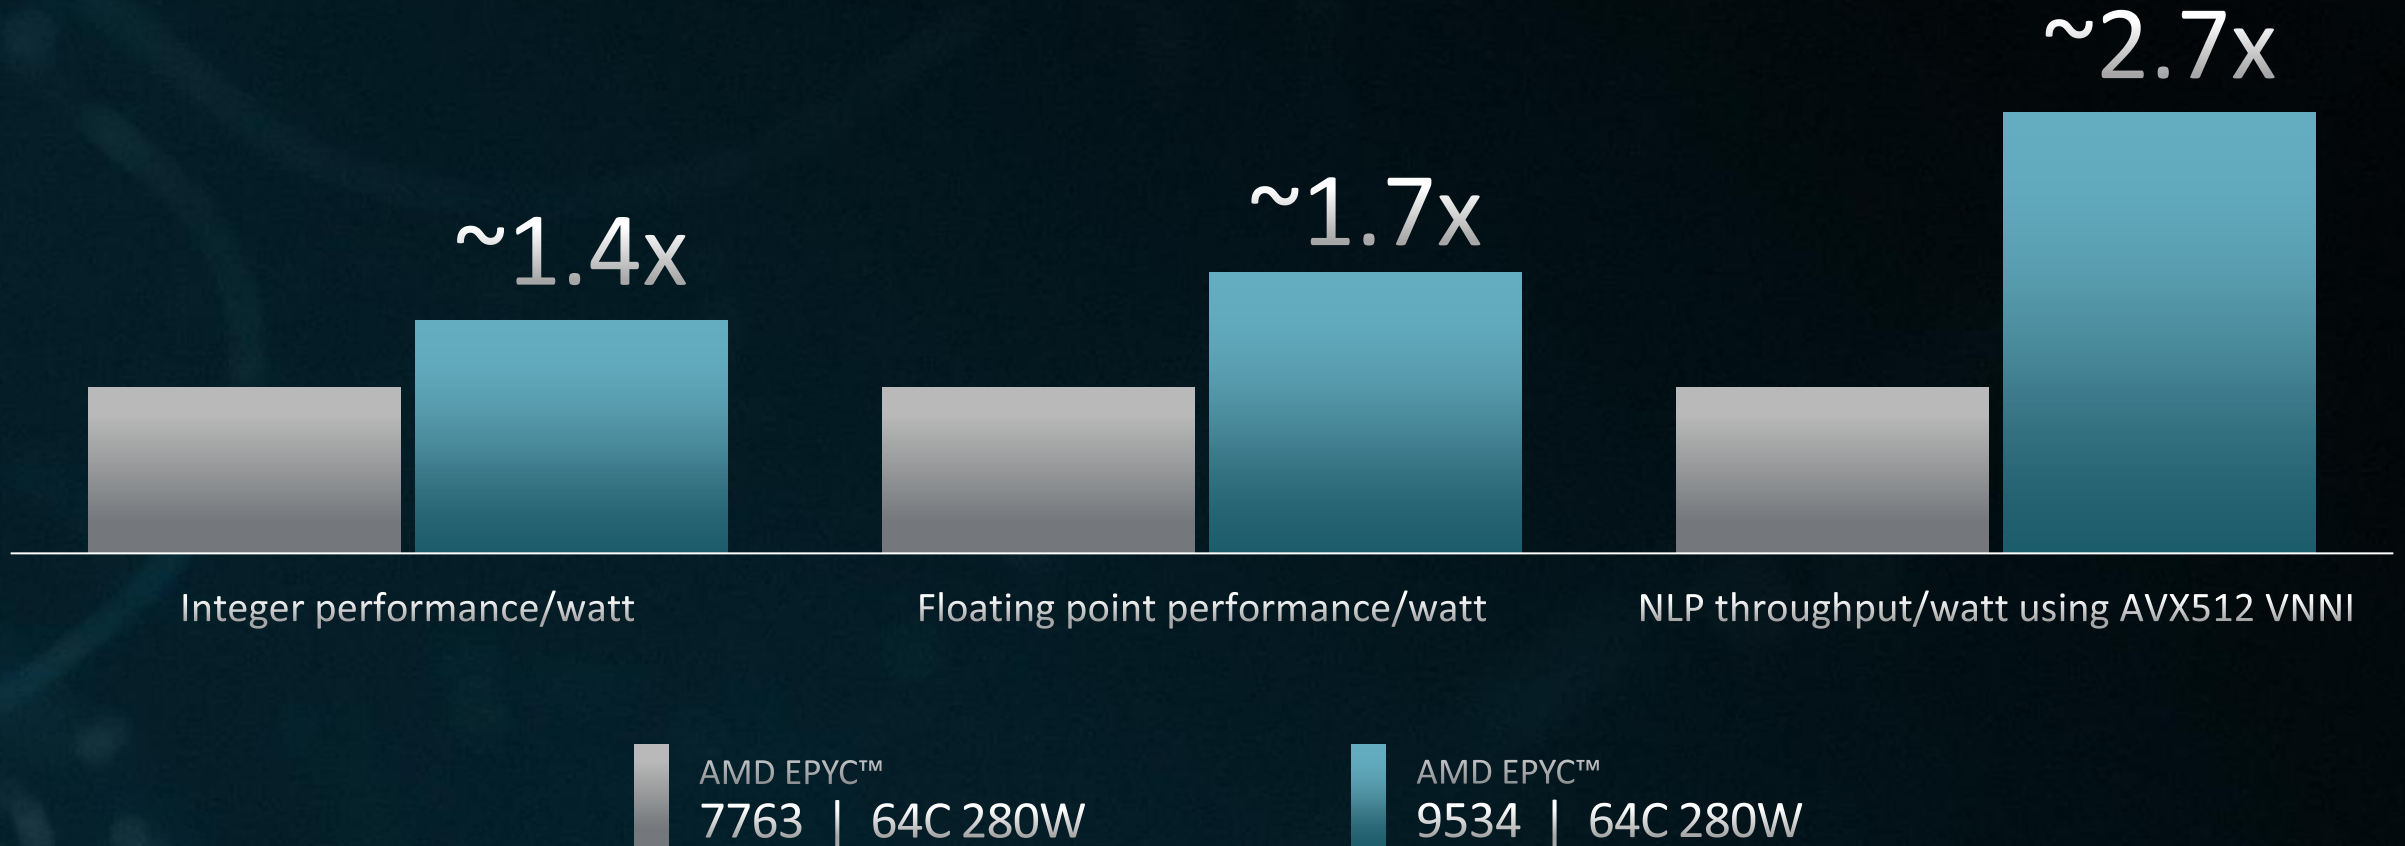 ~2.7x
~1.7x
~1.4x
Integer performance/watt
Floating point performance/watt
NLP throughput/watt using AVX512 VNNI
AMD EPYC™
7763 | 64C 280W
AMD EPYC™
9534 | 64C 280W